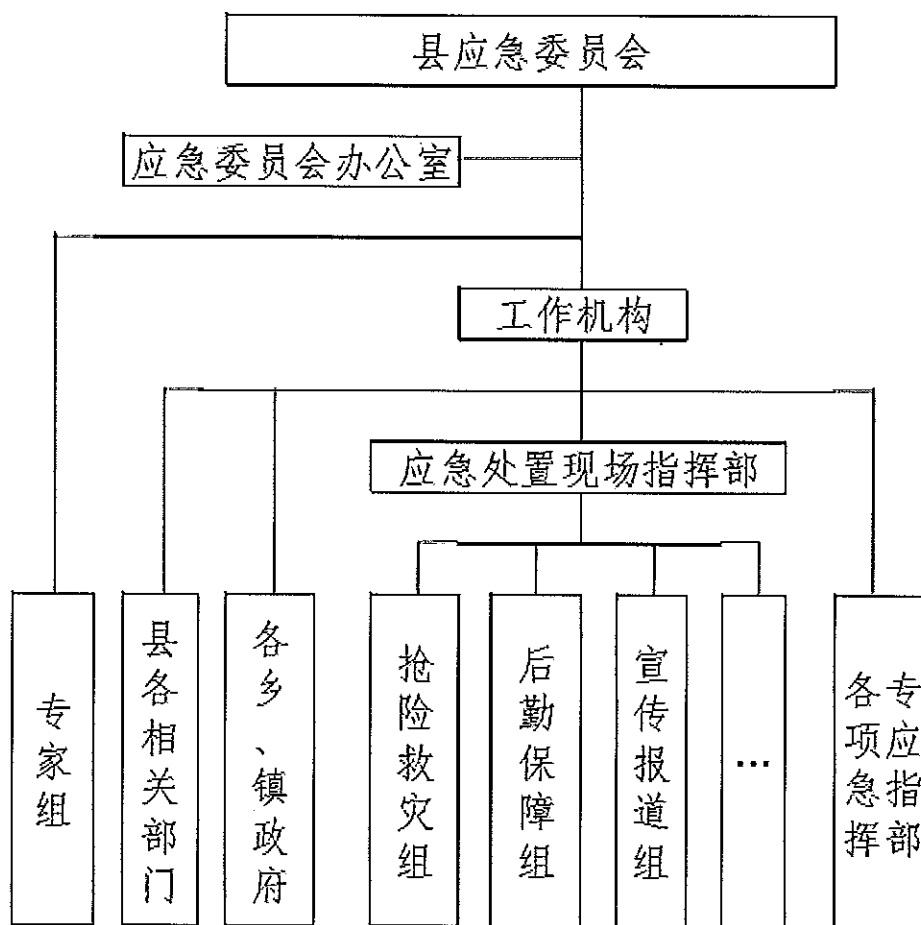 县应急委员会
应急委员会办公室
工作机构
应急处置现场指挥部
专家组
县各相关部门
各乡、镇政府
抢险救灾组
后勤保障组
宣传报道组
…
各专
项应
急指
挥部